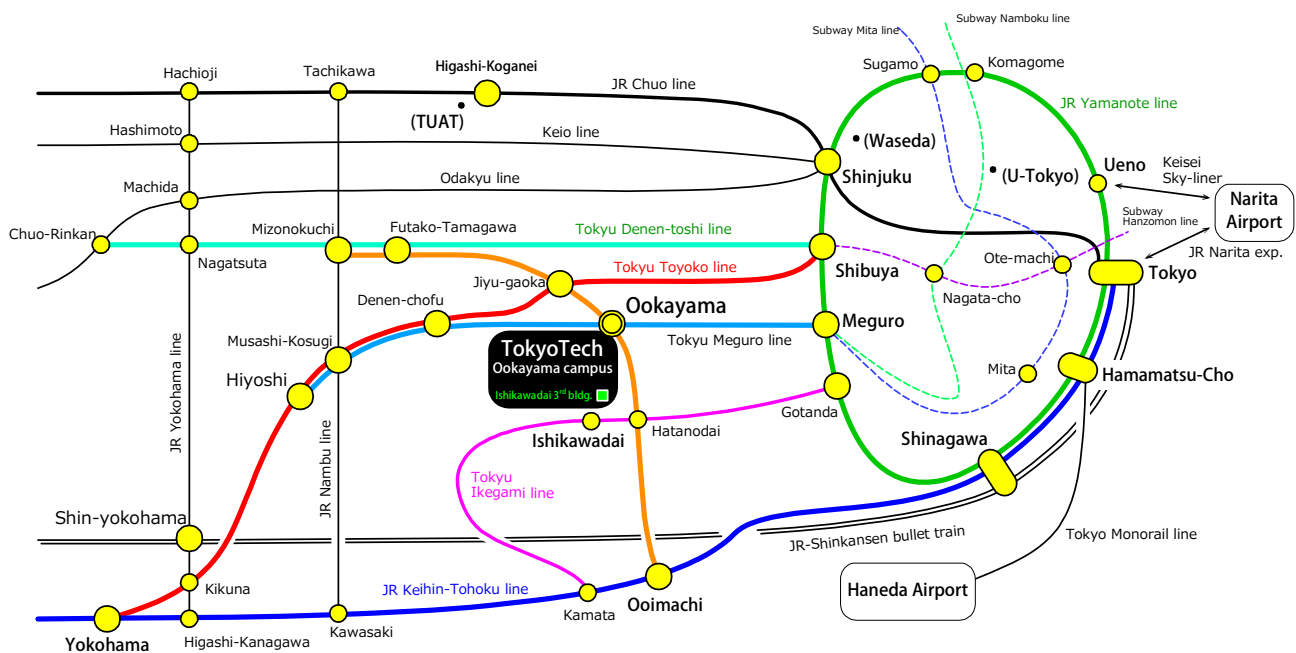 Subway Namboku line
Subway Mita line
Hachioji
Tachikawa
Higashi-Koganei
JR Chuo line
Sugamo
Komagome
(TUAT)
JR Yamanote line
Hashimoto
Keio line
(Waseda)
Shinjuku
(U-Tokyo)
Ueno
Keisei
Sky-liner
Machida
Odakyu line
Narita
Airport
Subway
Hanzomon line
Chuo-Rinkan
Mizonokuchi
Futako-Tamagawa
Tokyu Denen-toshi line
JR Narita exp.
Nagatsuta
Shibuya
Ote-machi
Tokyo
Tokyu Toyoko line
Jiyu-gaoka
Nagata-cho
Denen-chofu
Ookayama
Meguro
Musashi-Kosugi
TokyoTech
Ookayama campus
Ishikawadai 3rd bldg.
Tokyu Meguro line
Hiyoshi
Mita
Hamamatsu-Cho
JR Yokohama line
JR Nambu line
Gotanda
Ishikawadai
Hatanodai
Shinagawa
Tokyu
Ikegami line
Shin-yokohama
JR-Shinkansen bullet train
Tokyo Monorail line
Kikuna
JR Keihin-Tohoku line
Haneda Airport
Kamata
Ooimachi
Yokohama
Higashi-Kanagawa
Kawasaki